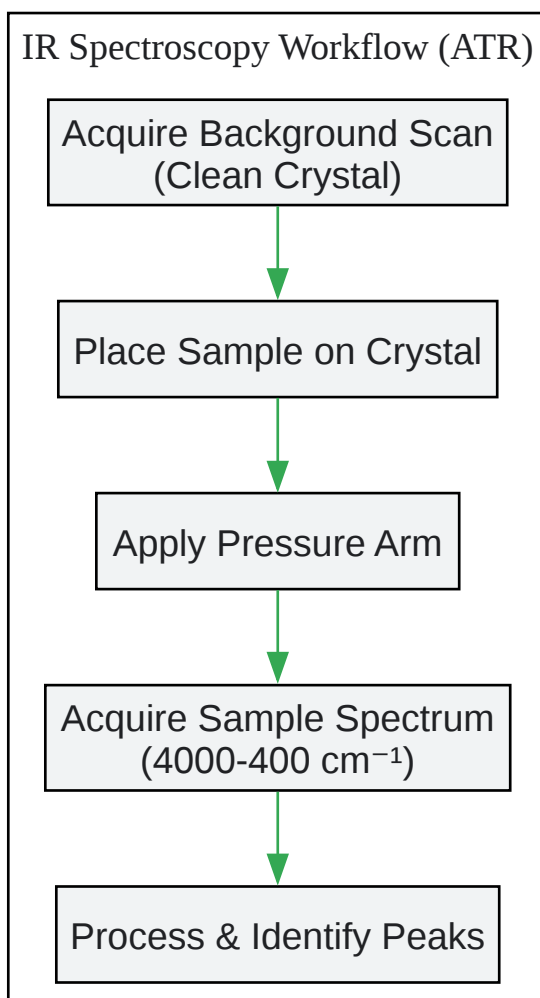 IR Spectroscopy Workflow (ATR)
Acquire Background Scan
(Clean Crystal)
Place Sample on Crystal
Apply Pressure Arm
Acquire Sample Spectrum
(4000-400 cm⁻¹)
Process & Identify Peaks